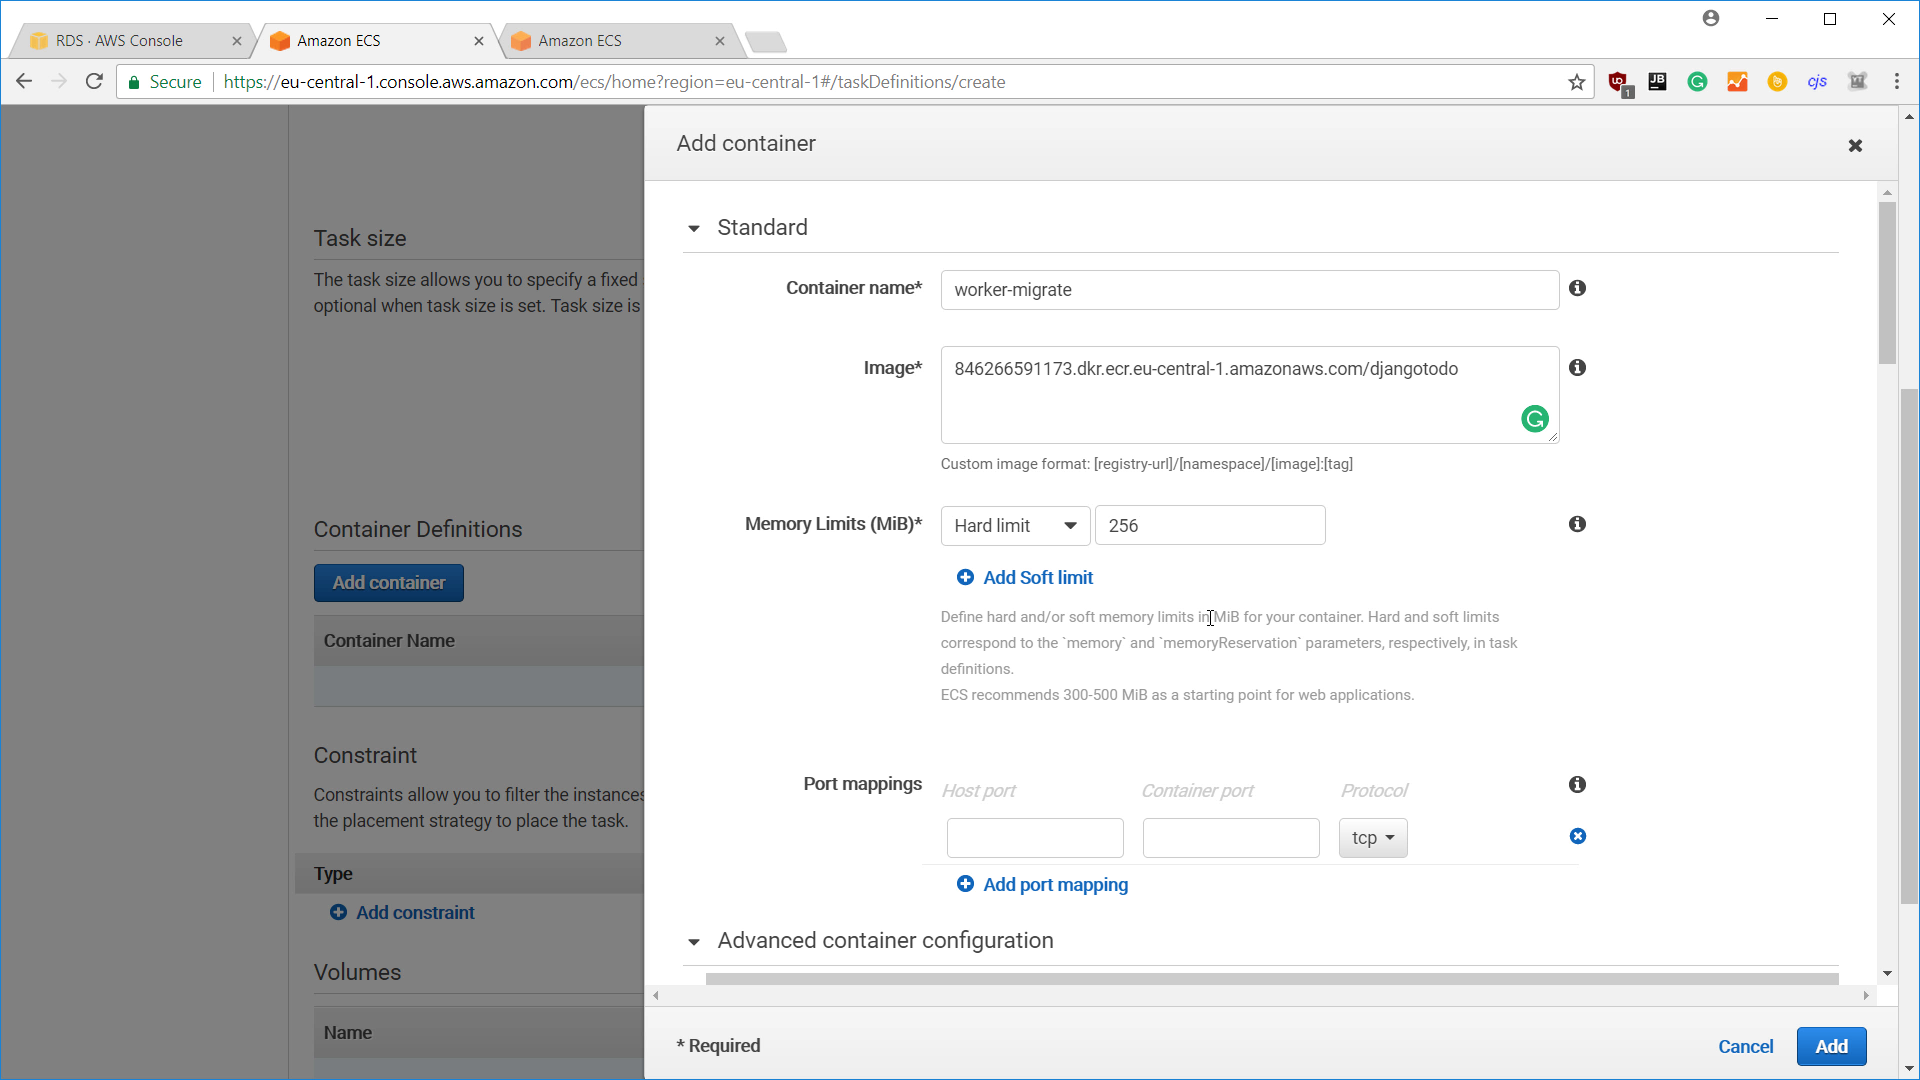 RDS · AWS Console
Amazon ECS
Amazon ECS
Secure
https://eu-central-1.console.aws.amazon.com/ecs/home?region=eu-central-1#/taskDefinitions/create
1
JB
cjs
Task size
The task size allows you to specify a fixed
optional when task size is set. Task size is
Container Definitions
Add container
Container Name
Constraint
Constraints allow you to filter the instances
the placement strategy to place the task.
Type
Add constraint
Volumes
Name
Add container
Standard
Container name*
worker-migrate
Image*
846266591173.dkr.ecr.eu-central-1.amazonaws.com/djangotodo
Custom image format: [registry-url]/[namespace]/[image]:[tag]
Memory Limits (MiB)*
Hard limit
256
Add Soft limit
Define hard and/or soft memory limits in MiB for your container. Hard and soft limits
correspond to the `memory` and `memoryReservation` parameters, respectively, in task
definitions.
ECS recommends 300-500 MiB as a starting point for web applications.
Port mappings
Host port
Container port
Protocol
tcp
Add port mapping
Advanced container configuration
* Required
Cancel
Add